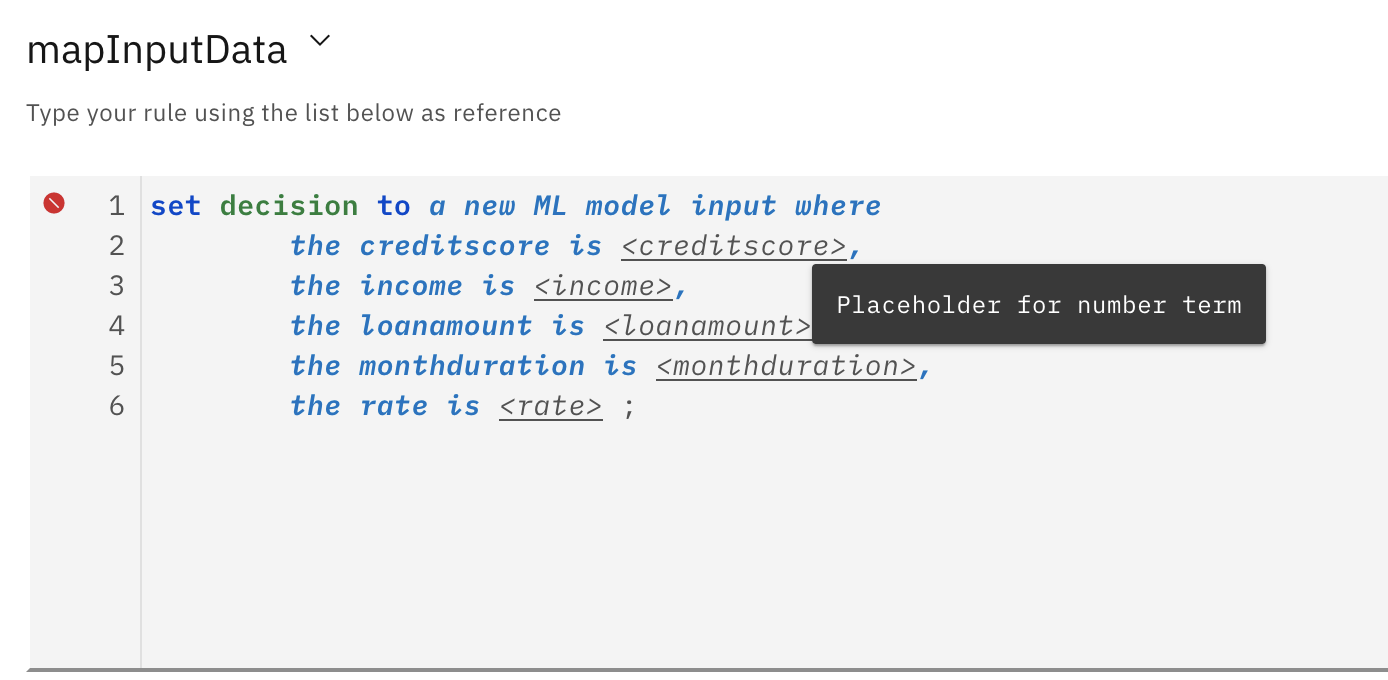 mapInputData
Type your rule using the list below as reference
1 set decision to a new ML model input where
2 the creditscore is <creditscore>,
3 the income is <income>,
Placeholder for number term
4 the loanamount is <loanamount>
5 the monthduration is <monthduration>,
6 the rate is <rate> ;